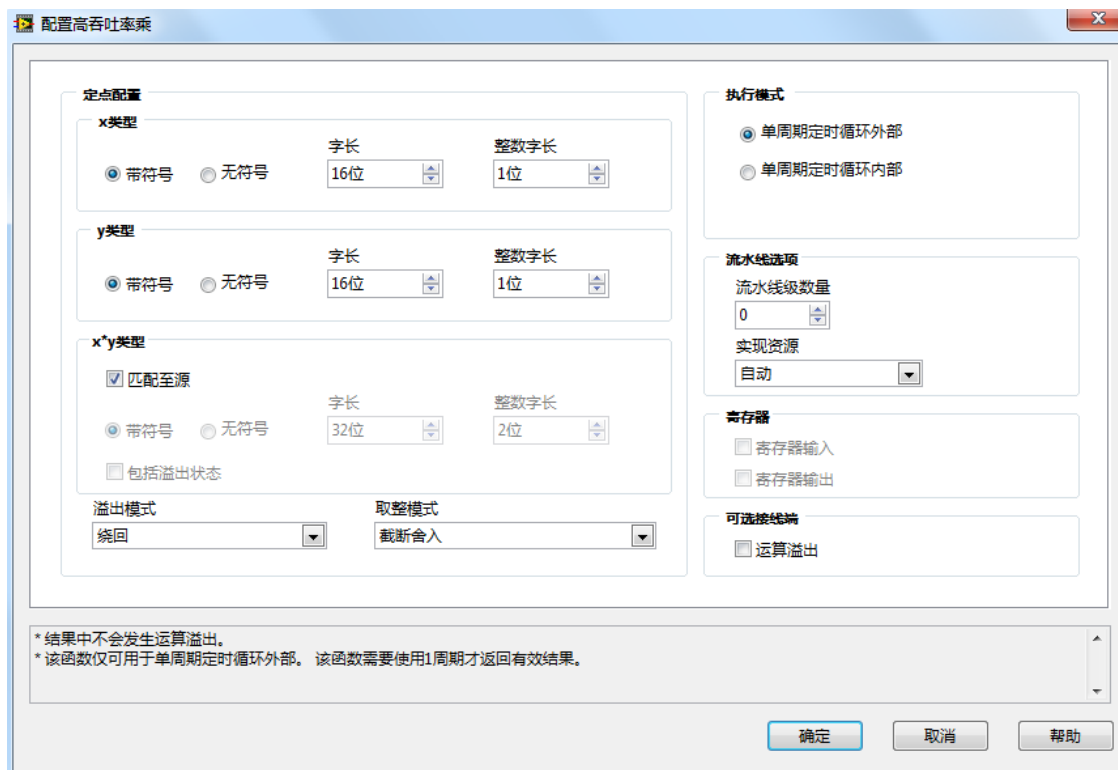 配置高吞吐率乘
定点配置
x类型
带符号 无符号
字长
16位
整数字长
1位
y类型
带符号 无符号
字长
16位
整数字长
1位
x*y类型
匹配至源
带符号 无符号
字长
32位
整数字长
2位
包括溢出状态
溢出模式
绕回
取整模式
截断舍入
执行模式
单周期定时循环外部
单周期定时循环内部
流水线选项
流水线级数量
0
实现资源
自动
寄存器
寄存器输入
寄存器输出
可选接线端
运算溢出
* 结果中不会发生运算溢出。
* 该函数仅可用于单周期定时循环外部。 该函数需要使用1周期才返回有效结果。
确定 取消 帮助